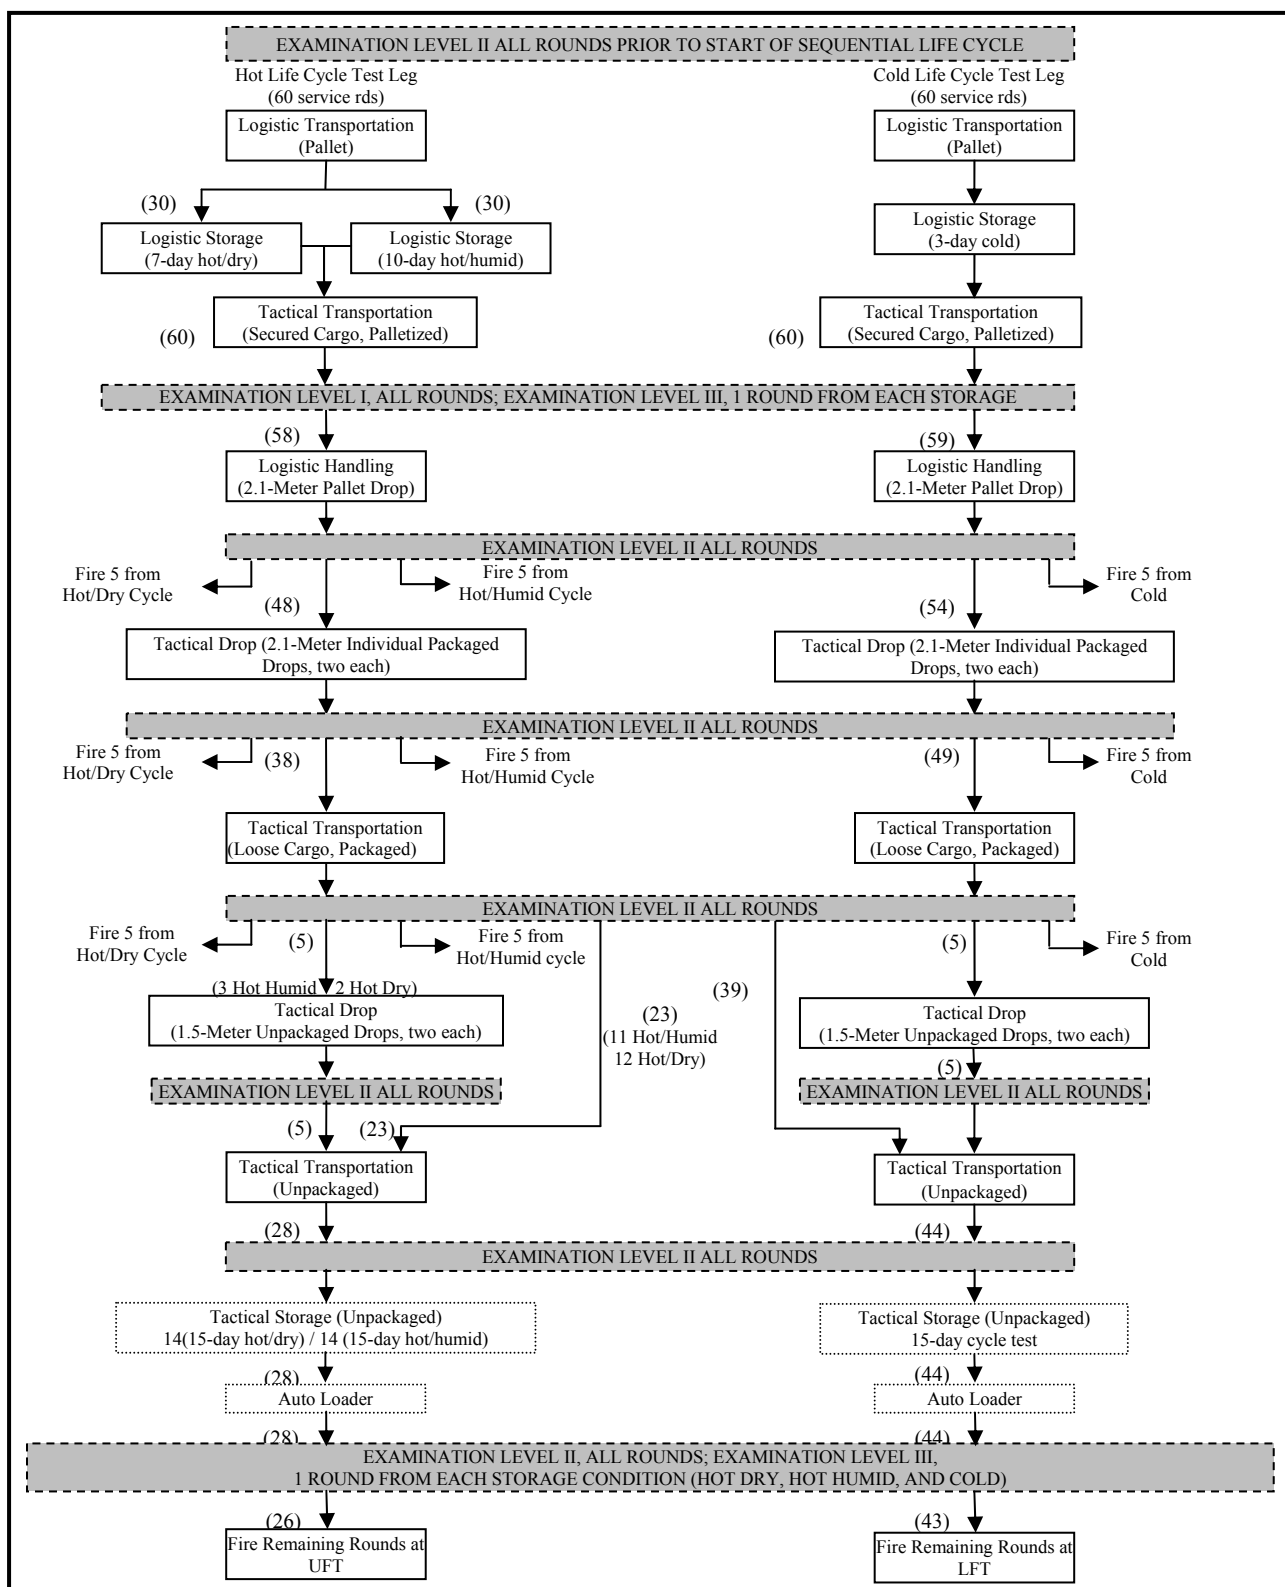 EXAMINATION LEVEL II ALL ROUNDS PRIOR TO START OF SEQUENTIAL LIFE CYCLE
Hot Life Cycle Test Leg
(60 service rds)
Cold Life Cycle Test Leg
(60 service rds)
Logistic Transportation
(Pallet)
Logistic Transportation
(Pallet)
(30)
(30)
Logistic Storage
(7-day hot/dry)
Logistic Storage
(10-day hot/humid)
Logistic Storage
(3-day cold)
Tactical Transportation
(Secured Cargo, Palletized)
(60)
Tactical Transportation
(Secured Cargo, Palletized)
(60)
EXAMINATION LEVEL I, ALL ROUNDS; EXAMINATION LEVEL III, 1 ROUND FROM EACH STORAGE
(58)
(59)
Logistic Handling
(2.1-Meter Pallet Drop)
Logistic Handling
(2.1-Meter Pallet Drop)
EXAMINATION LEVEL II ALL ROUNDS
Fire 5 from
Hot/Dry Cycle
Fire 5 from
Hot/Humid Cycle
Fire 5 from
Cold
(48)
(54)
Tactical Drop (2.1-Meter Individual Packaged
Drops, two each)
Tactical Drop (2.1-Meter Individual Packaged
Drops, two each)
EXAMINATION LEVEL II ALL ROUNDS
Fire 5 from
Hot/Dry Cycle
(38)
Fire 5 from
Hot/Humid Cycle
(49)
Fire 5 from
Cold
Tactical Transportation
(Loose Cargo, Packaged)
Tactical Transportation
(Loose Cargo, Packaged)
EXAMINATION LEVEL II ALL ROUNDS
Fire 5 from
Hot/Dry Cycle
(5)
Fire 5 from
Hot/Humid cycle
(5)
Fire 5 from
Cold
(3 Hot Humid 2 Hot Dry)
(39)
(23)
(11 Hot/Humid
12 Hot/Dry)
Tactical Drop
(1.5-Meter Unpackaged Drops, two each)
Tactical Drop
(1.5-Meter Unpackaged Drops, two each)
(5)
EXAMINATION LEVEL II ALL ROUNDS
EXAMINATION LEVEL II ALL ROUNDS
(5)
(23)
Tactical Transportation
(Unpackaged)
Tactical Transportation
(Unpackaged)
(28)
(44)
EXAMINATION LEVEL II ALL ROUNDS
Tactical Storage (Unpackaged)
14(15-day hot/dry) / 14 (15-day hot/humid)
Tactical Storage (Unpackaged)
15-day cycle test
(28)
(44)
Auto Loader
Auto Loader
(28)
(44)
EXAMINATION LEVEL II, ALL ROUNDS; EXAMINATION LEVEL III,
1 ROUND FROM EACH STORAGE CONDITION (HOT DRY, HOT HUMID, AND COLD)
(26)
(43)
Fire Remaining Rounds at
UFT
Fire Remaining Rounds at
LFT